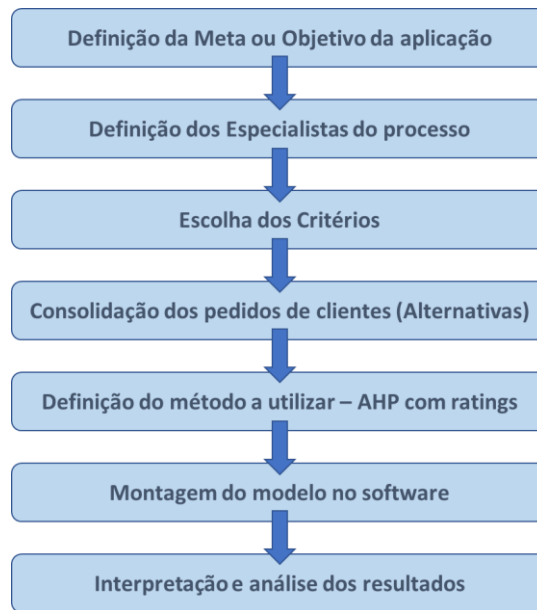 Definição da Meta ou Objetivo da aplicação
Definição dos Especialistas do processo
Escolha dos Critérios
Consolidação dos pedidos de clientes (Alternativas)
Definição do método a utilizar – AHP com ratings
Montagem do modelo no software
Interpretação e análise dos resultados